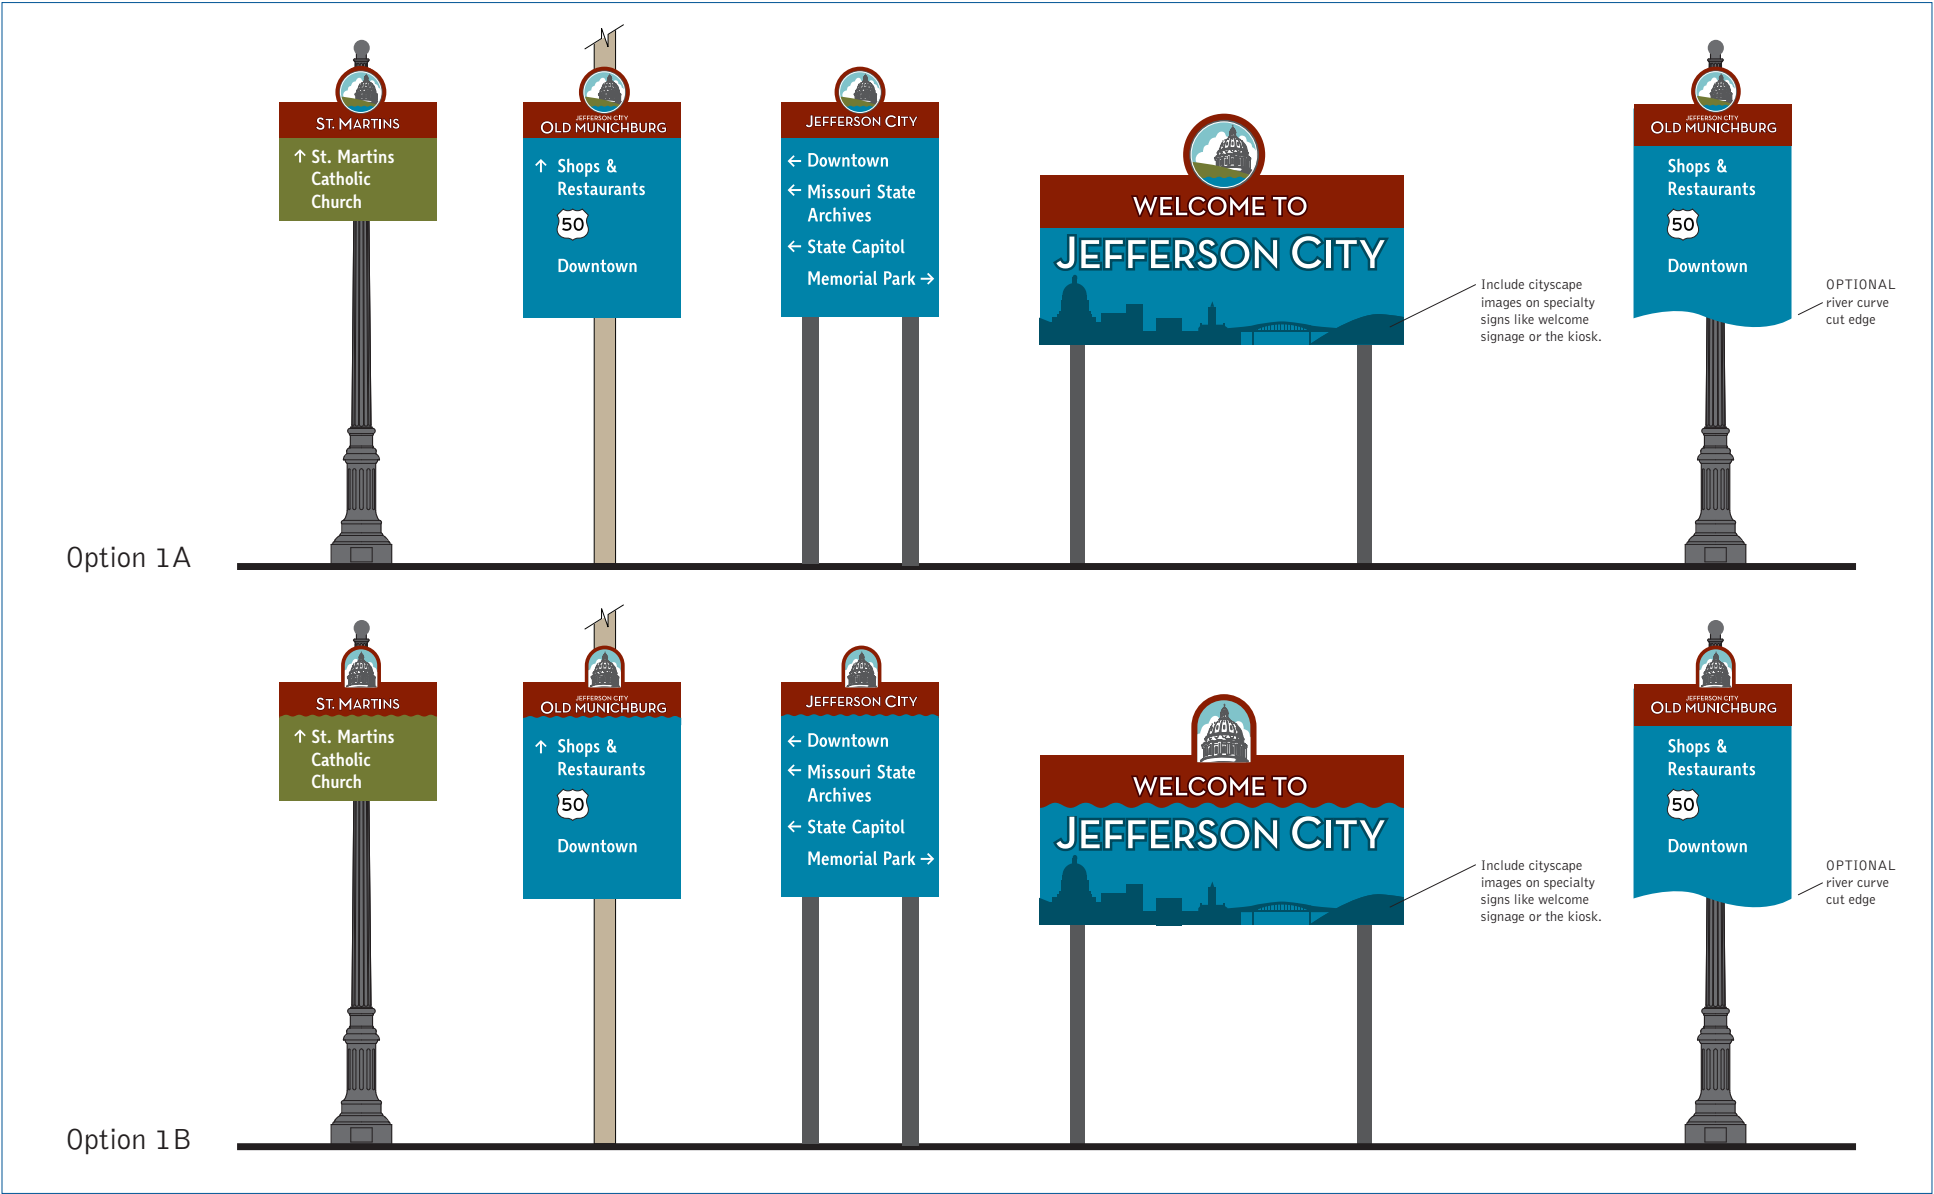 ST. MARTINS
↑ St. Martins
Catholic
Church
JEFFERSON CITY
OLD MUNICHBURG
↑ Shops &
Restaurants
50
Downtown
JEFFERSON CITY
← Downtown
← Missouri State
Archives
← State Capitol
Memorial Park →
WELCOME TO
JEFFERSON CITY
Include cityscape
images on specialty
signs like welcome
signage or the kiosk.
JEFFERSON CITY
OLD MUNICHBURG
Shops &
Restaurants
50
Downtown
OPTIONAL
river curve
cut edge
Option 1A
ST. MARTINS
↑ St. Martins
Catholic
Church
JEFFERSON CITY
OLD MUNICHBURG
↑ Shops &
Restaurants
50
Downtown
JEFFERSON CITY
← Downtown
← Missouri State
Archives
← State Capitol
Memorial Park →
WELCOME TO
JEFFERSON CITY
Include cityscape
images on specialty
signs like welcome
signage or the kiosk.
JEFFERSON CITY
OLD MUNICHBURG
Shops &
Restaurants
50
Downtown
OPTIONAL
river curve
cut edge
Option 1B